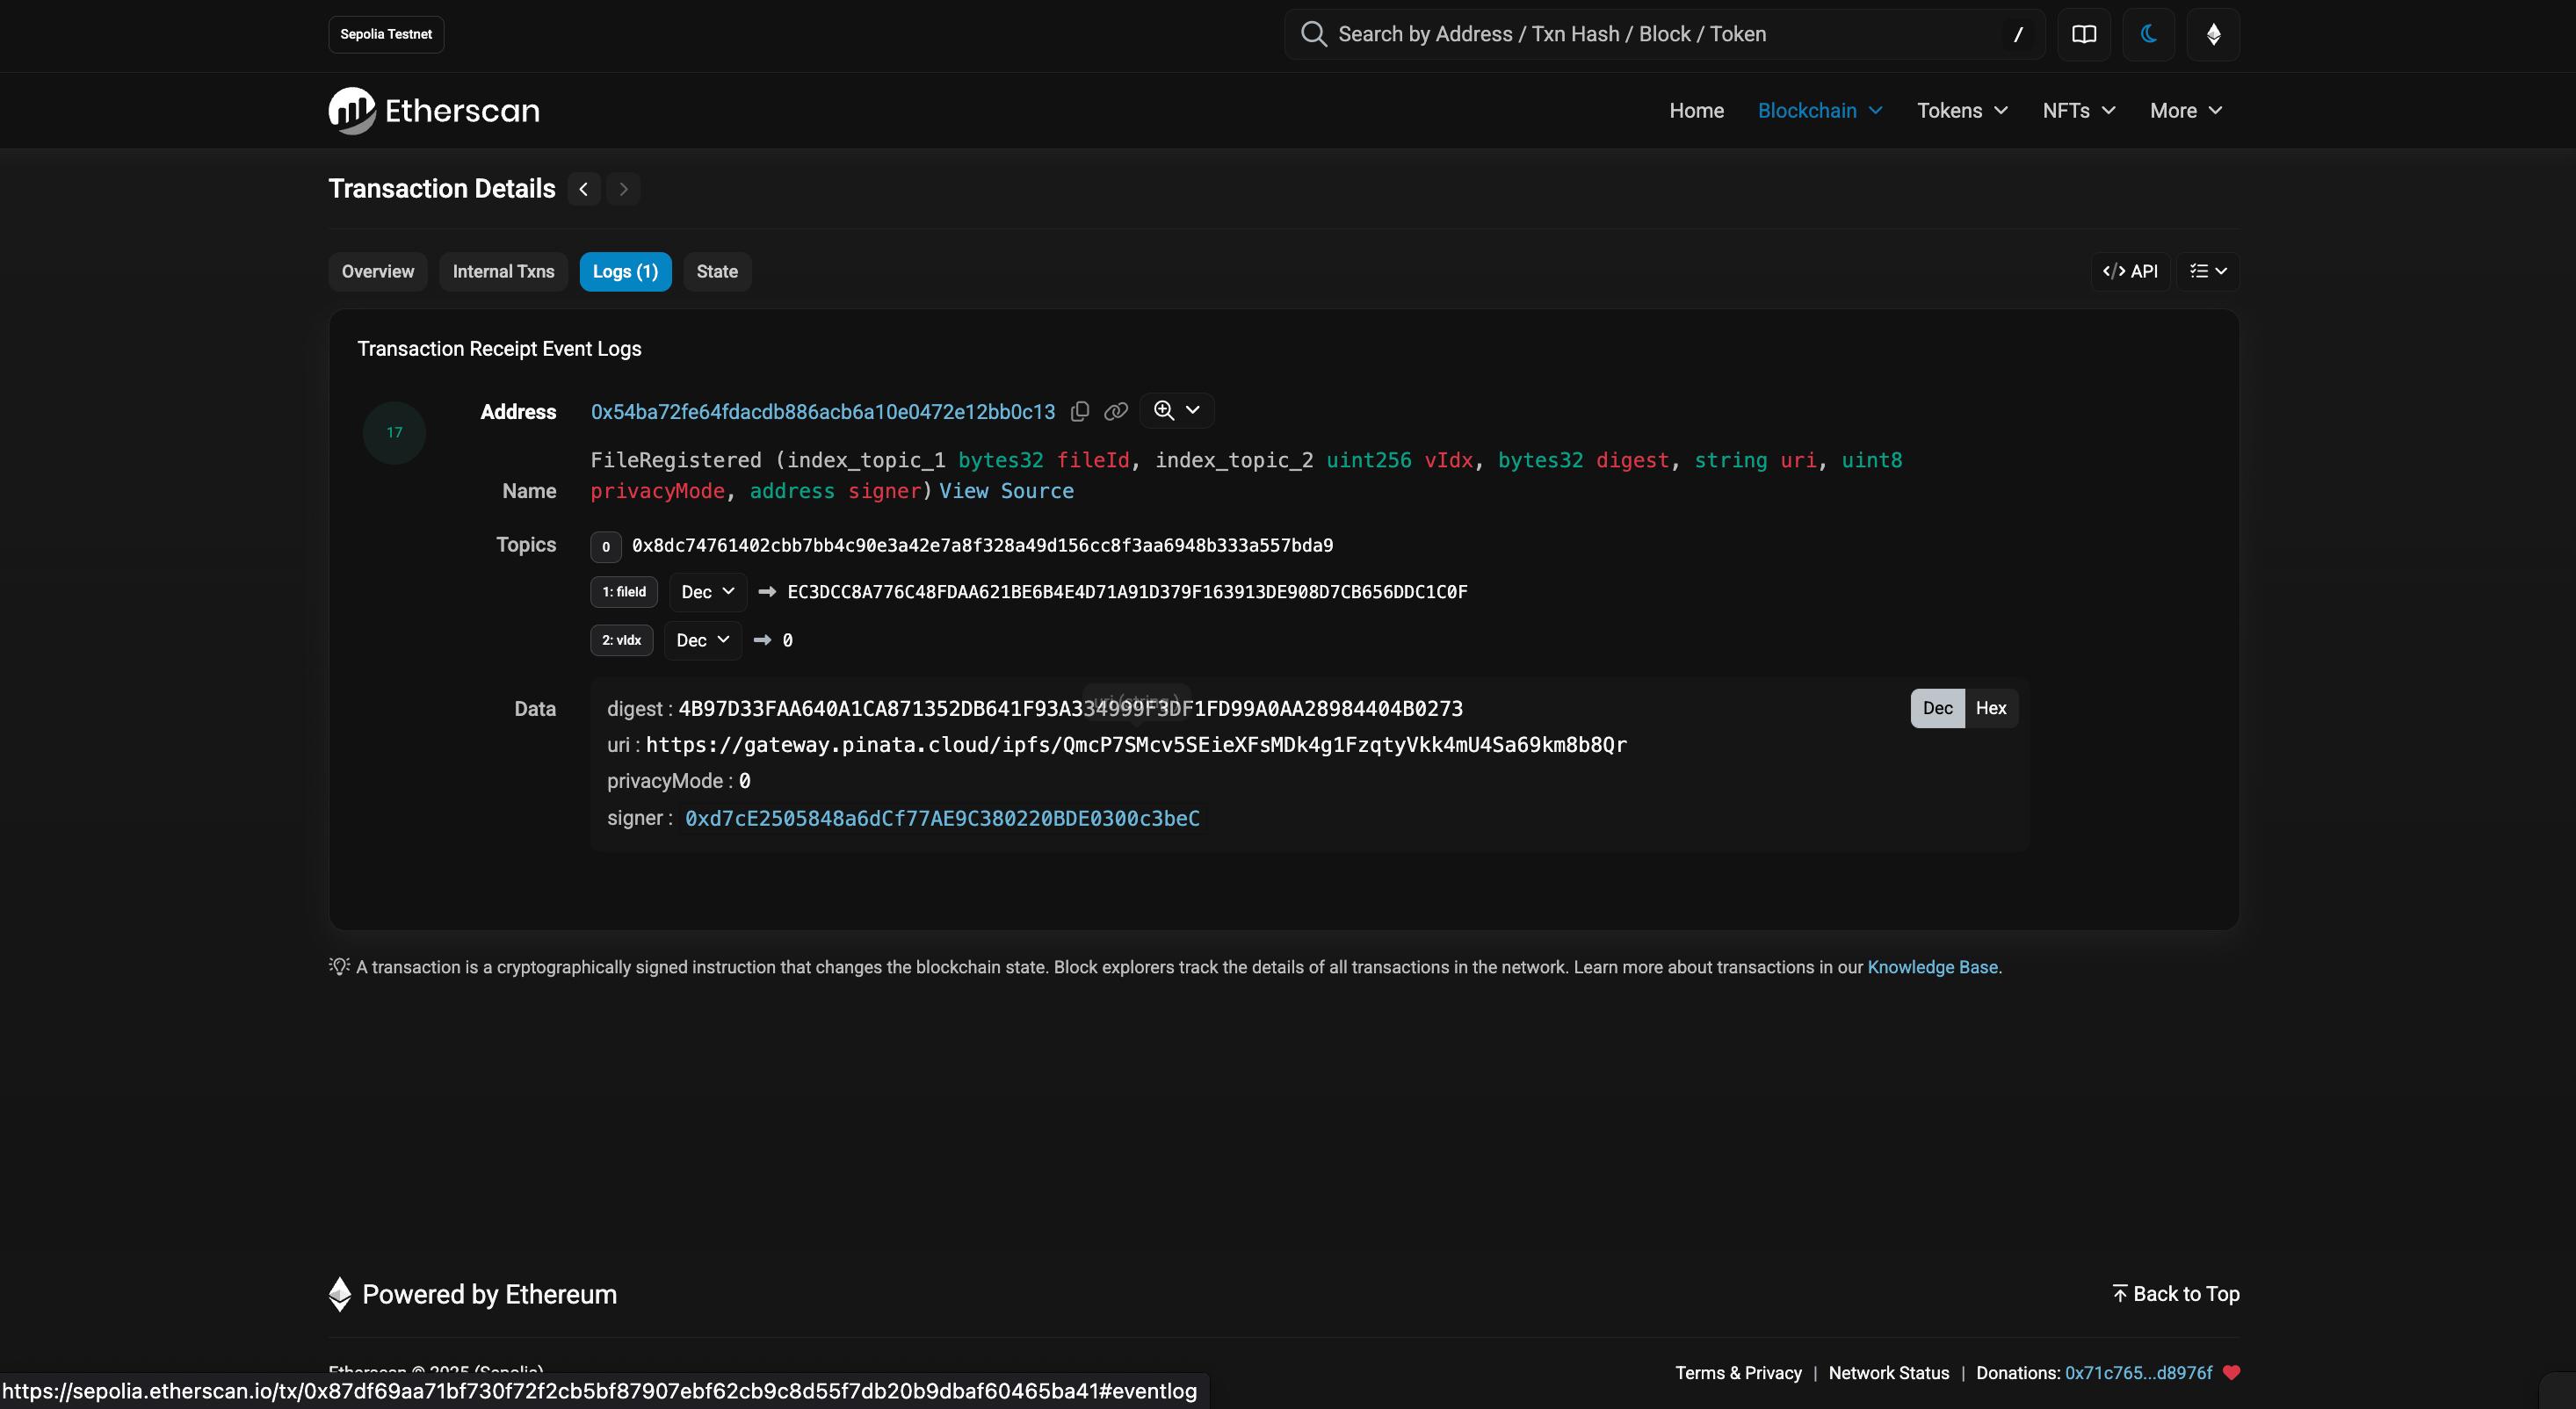 Sepolia Testnet
Search by Address / Txn Hash / Block / Token
/
Etherscan
Home
Blockchain
Tokens
NFTs
More
Transaction Details
Overview
Internal Txns
Logs (1)
State
</> API
Transaction Receipt Event Logs
17
Address
0x54ba72fe64fdacdb886acb6a10e0472e12bb0c13
Name
FileRegistered (index_topic_1 bytes32 fileId, index_topic_2 uint256 vIdx, bytes32 digest, string uri, uint8
privacyMode, address signer) View Source
Topics
0 0x8dc74761402cbb7bb4c90e3a42e7a8f328a49d156cc8f3aa6948b333a557bda9
1: fileId Dec EC3DCC8A776C48FDAA621BE6B4E4D71A91D379F163913DE908D7CB656DDC1C0F
2: vIdx Dec 0
Data
digest : 4B97D33FAA640A1CA871352DB641F93A334999F3DF1FD99A0AA28984404B0273
uri (string )
Dec Hex
uri : https://gateway.pinata.cloud/ipfs/QmcP7SMcv5SEieXFsMDk4g1FzqtyVkk4mU4Sa69km8b8Qr
privacyMode : 0
signer : 0xd7cE2505848a6dCf77AE9C380220BDE0300c3beC
A transaction is a cryptographically signed instruction that changes the blockchain state. Block explorers track the details of all transactions in the network. Learn more about transactions in our Knowledge Base.
Powered by Ethereum
Back to Top
Etherscan © 2025 (Sepolia)
Terms & Privacy | Network Status | Donations: 0x71c765...d8976f
https://sepolia.etherscan.io/tx/0x87df69aa71bf730f72f2cb5bf87907ebf62cb9c8d55f7db20b9dbaf60465ba41#eventlog